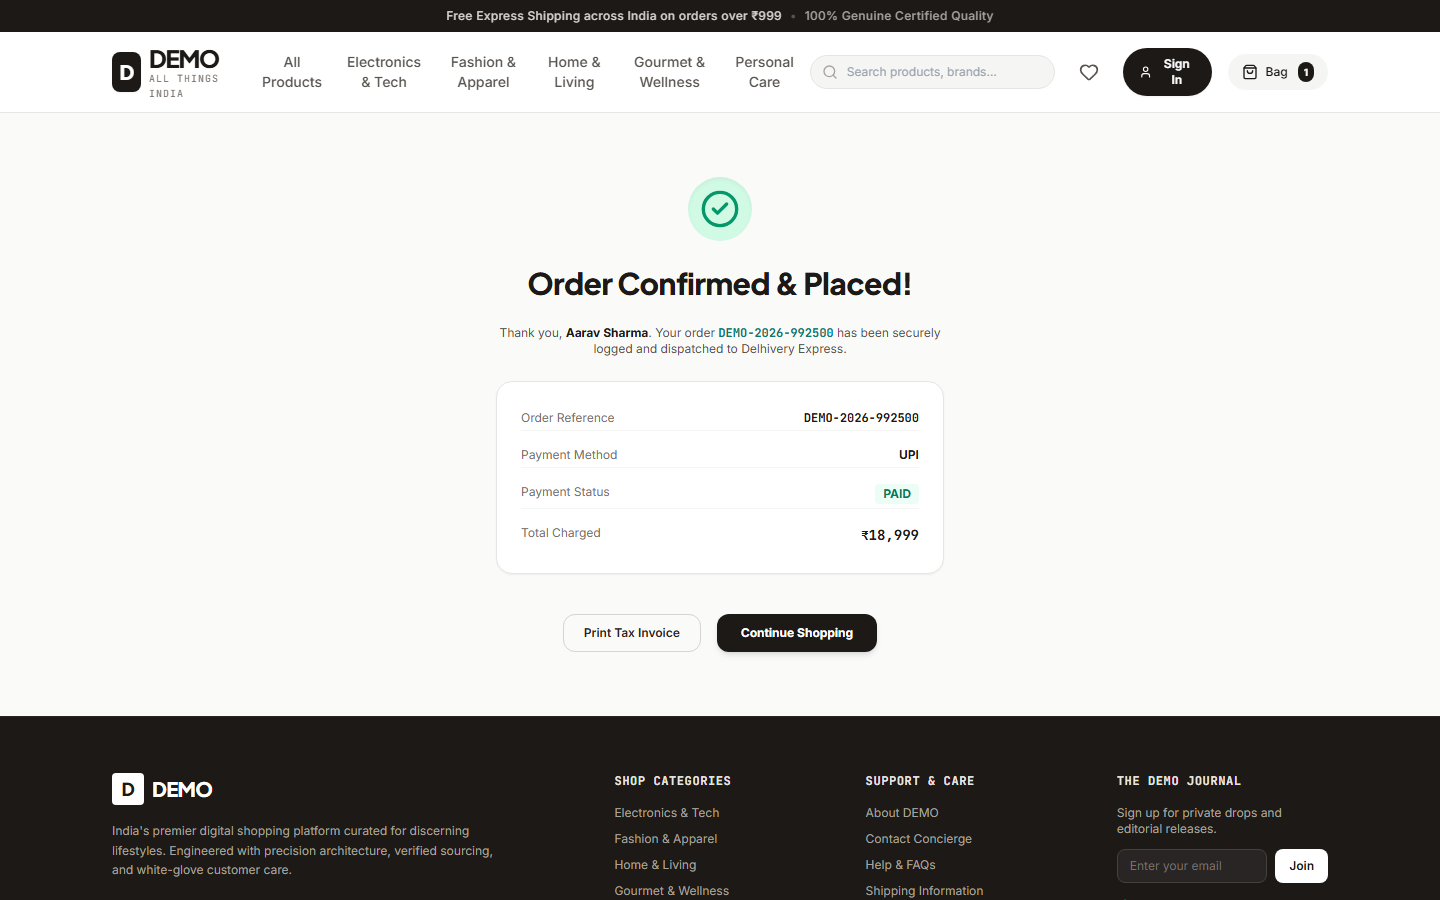 Free Express Shipping across India on orders over ₹999 • 100% Genuine Certified Quality
D
DEMO
ALL THINGS
INDIA
All
Products
Electronics
& Tech
Fashion &
Apparel
Home &
Living
Gourmet &
Wellness
Personal
Care
Search products, brands...
Sign
In
Bag
1
Order Confirmed & Placed!
Thank you, Aarav Sharma. Your order DEMO-2026-992500 has been securely
logged and dispatched to Delhivery Express.
Order Reference DEMO-2026-992500
Payment Method UPI
Payment Status PAID
Total Charged ₹18,999
Print Tax Invoice
Continue Shopping
D DEMO
India's premier digital shopping platform curated for discerning
lifestyles. Engineered with precision architecture, verified sourcing,
and white-glove customer care.
SHOP CATEGORIES
Electronics & Tech
Fashion & Apparel
Home & Living
Gourmet & Wellness
SUPPORT & CARE
About DEMO
Contact Concierge
Help & FAQs
Shipping Information
THE DEMO JOURNAL
Sign up for private drops and
editorial releases.
Enter your email
Join